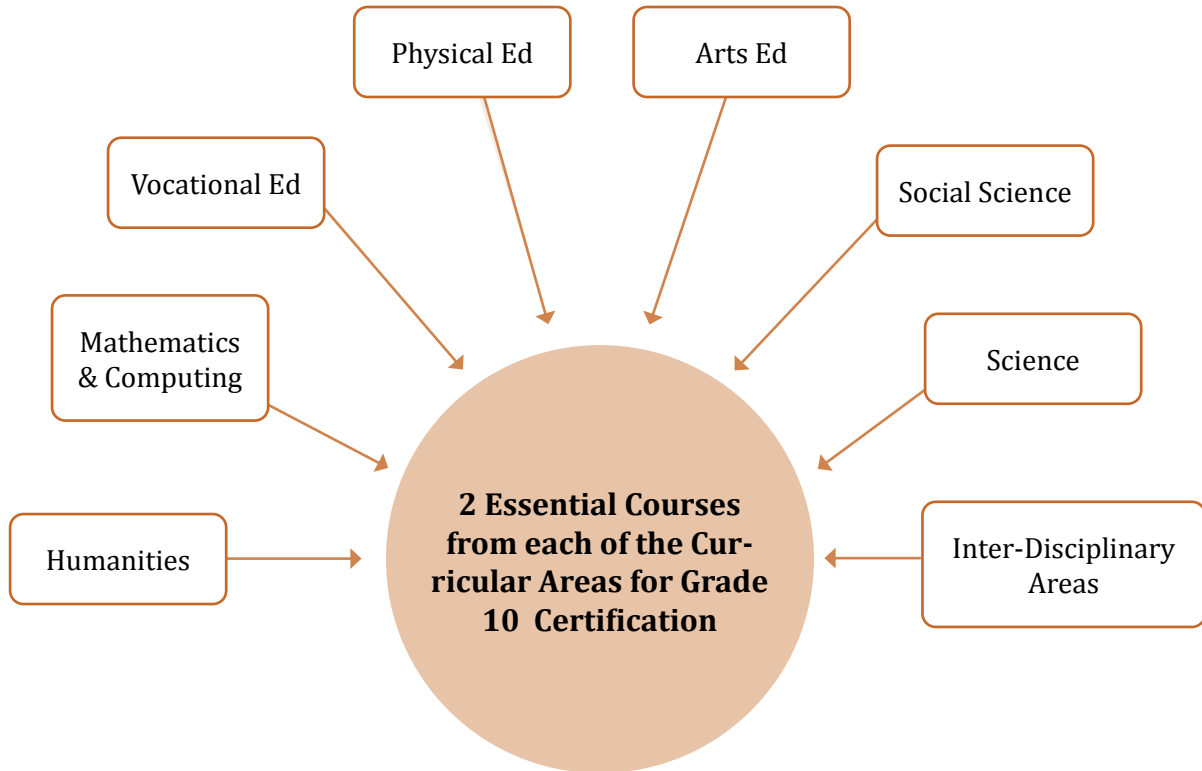 Physical Ed
Arts Ed
Vocational Ed
Social Science
Mathematics
& Computing
Science
Humanities
2 Essential Courses
from each of the Cur-
ricular Areas for Grade
10 Certification
Inter-Disciplinary
Areas